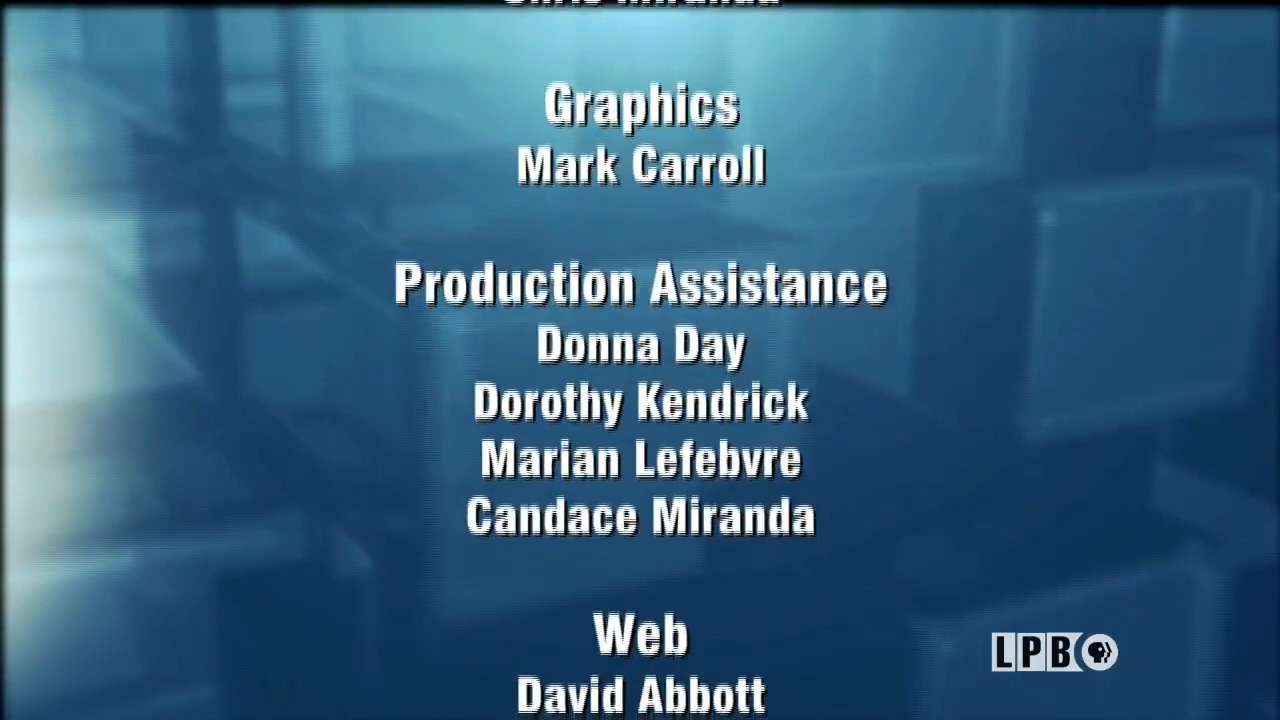 Graphics
Mark Carroll
Production Assistance
Donna Day
Dorothy Kendrick
Marian Lefebvre
Candace Miranda
Web
LPB
David Abbott